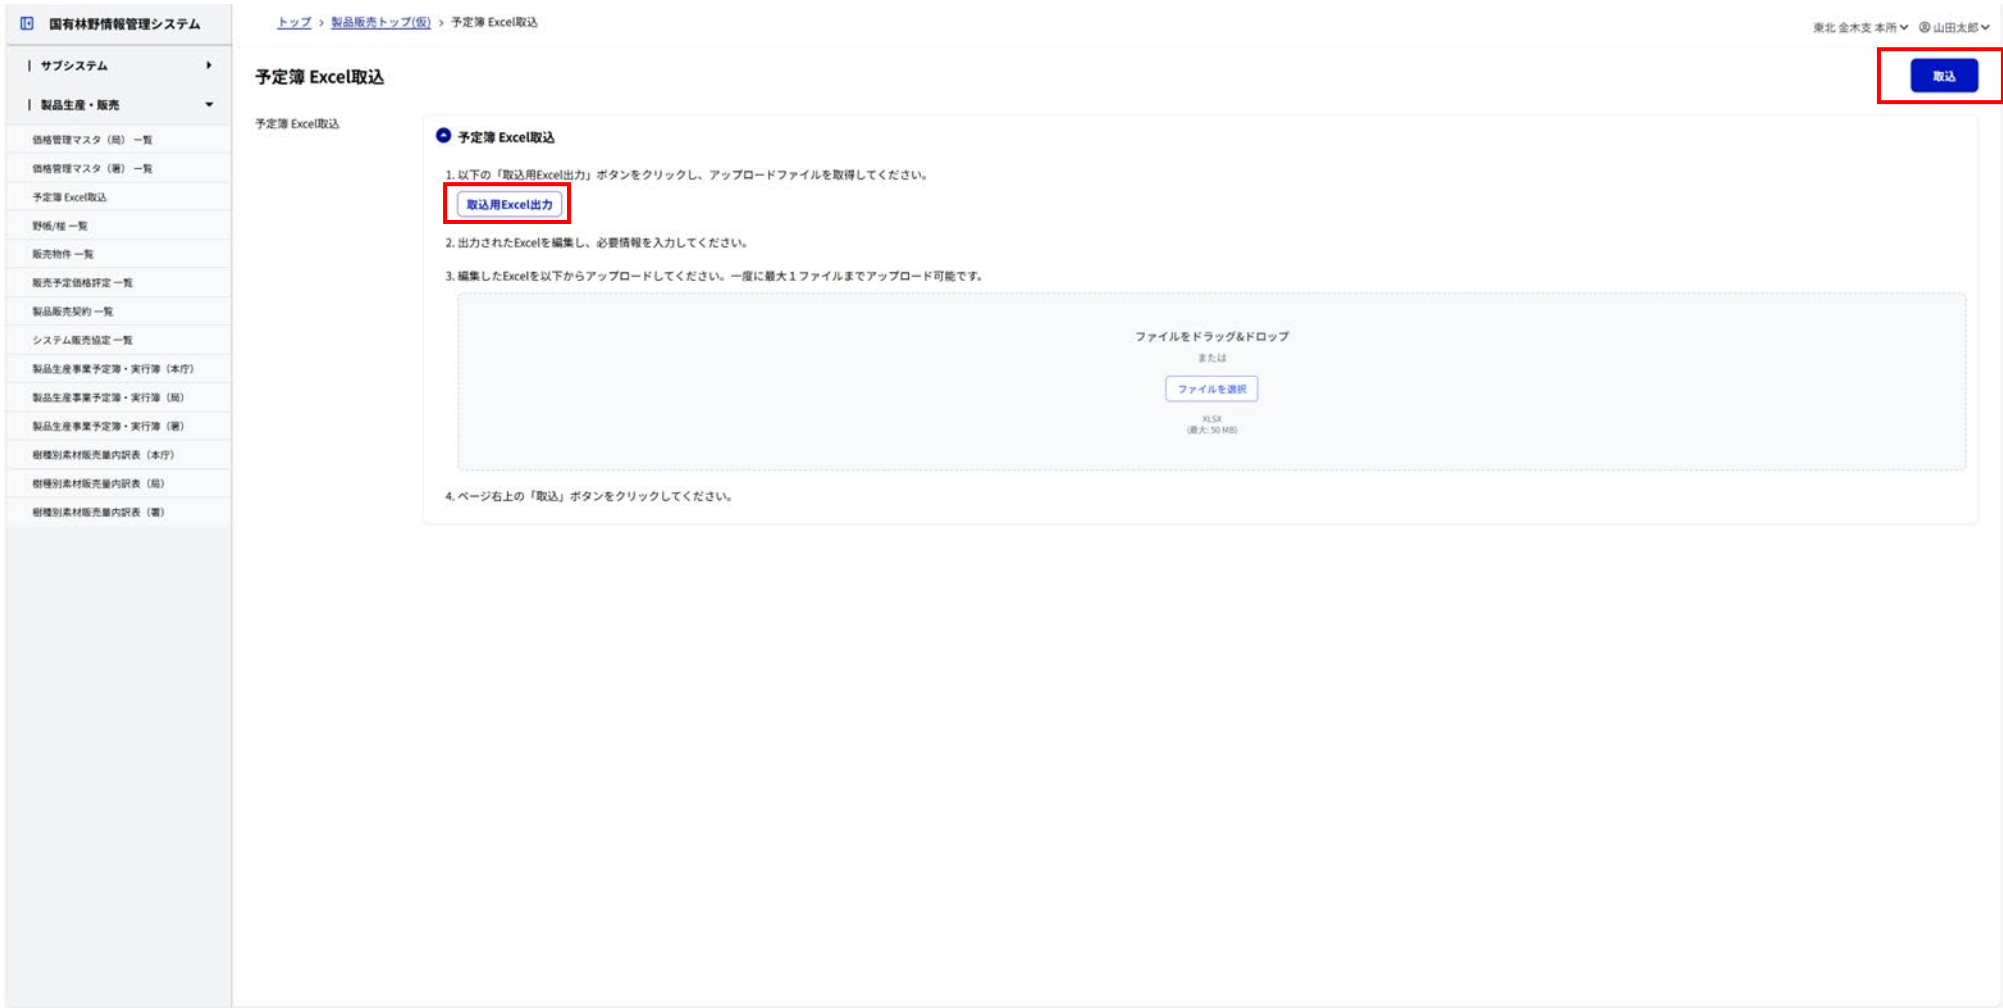 国有林野情報管理システム
トップ > 製品販売トップ(仮) > 予定簿 Excel取込
東北 金木支 本所 山田太郎
サブシステム
製品生産・販売
価格管理マスタ（局） 一覧
価格管理マスタ（署） 一覧
予定簿 Excel取込
野帳/椪 一覧
販売物件 一覧
販売予定価格評定 一覧
製品販売契約 一覧
システム販売協定 一覧
製品生産事業予定簿・実行簿（本庁）
製品生産事業予定簿・実行簿（局）
製品生産事業予定簿・実行簿（署）
樹種別素材販売量内訳表（本庁）
樹種別素材販売量内訳表（局）
樹種別素材販売量内訳表（署）
予定簿 Excel取込
取込
予定簿 Excel取込
予定簿 Excel取込
1. 以下の「取込用Excel出力」ボタンをクリックし、アップロードファイルを取得してください。
取込用Excel出力
2. 出力されたExcelを編集し、必要情報を入力してください。
3. 編集したExcelを以下からアップロードしてください。一度に最大１ファイルまでアップロード可能です。
ファイルをドラッグ&ドロップ
または
ファイルを選択
XLSX
(最大: 50 MB)
4. ページ右上の「取込」ボタンをクリックしてください。